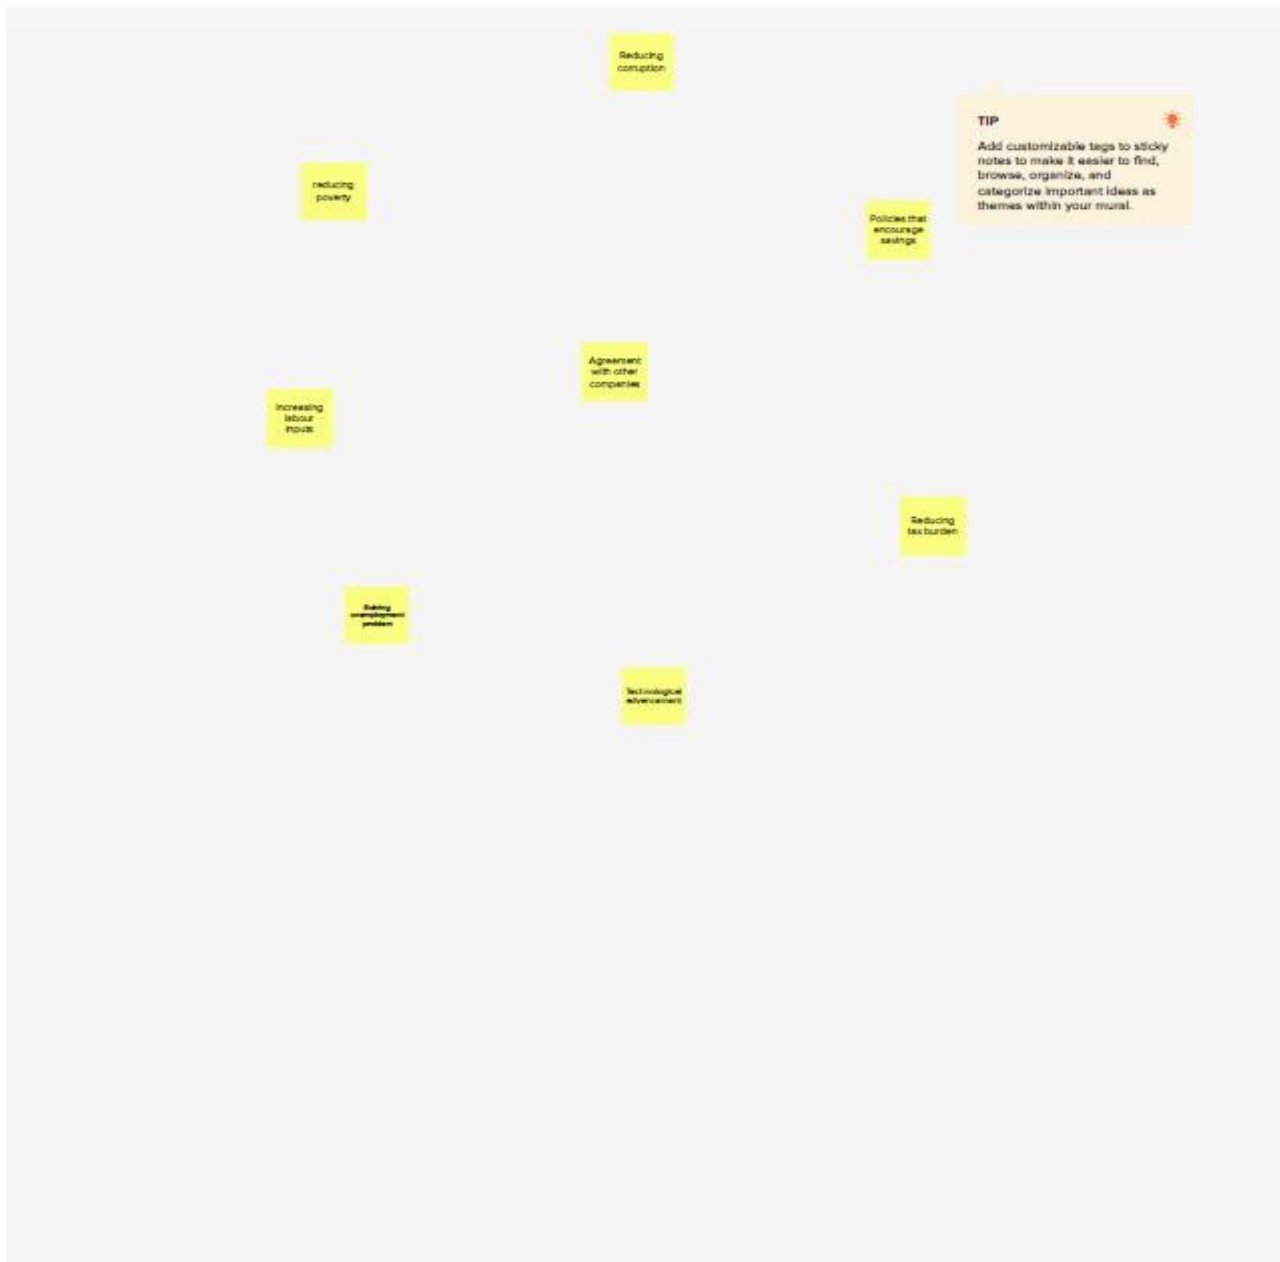 Reducing
corruption
TIP
Add customizable tags to sticky
notes to make it easier to find,
browse, organize, and
categorize important ideas as
themes within your mural.
reducing
poverty
Policies that
encourage
savings
Agreement
with other
companies
Increasing
labour
inputs
Reducing
tax burden
Solving
unemployment
problem
Technological
advancement